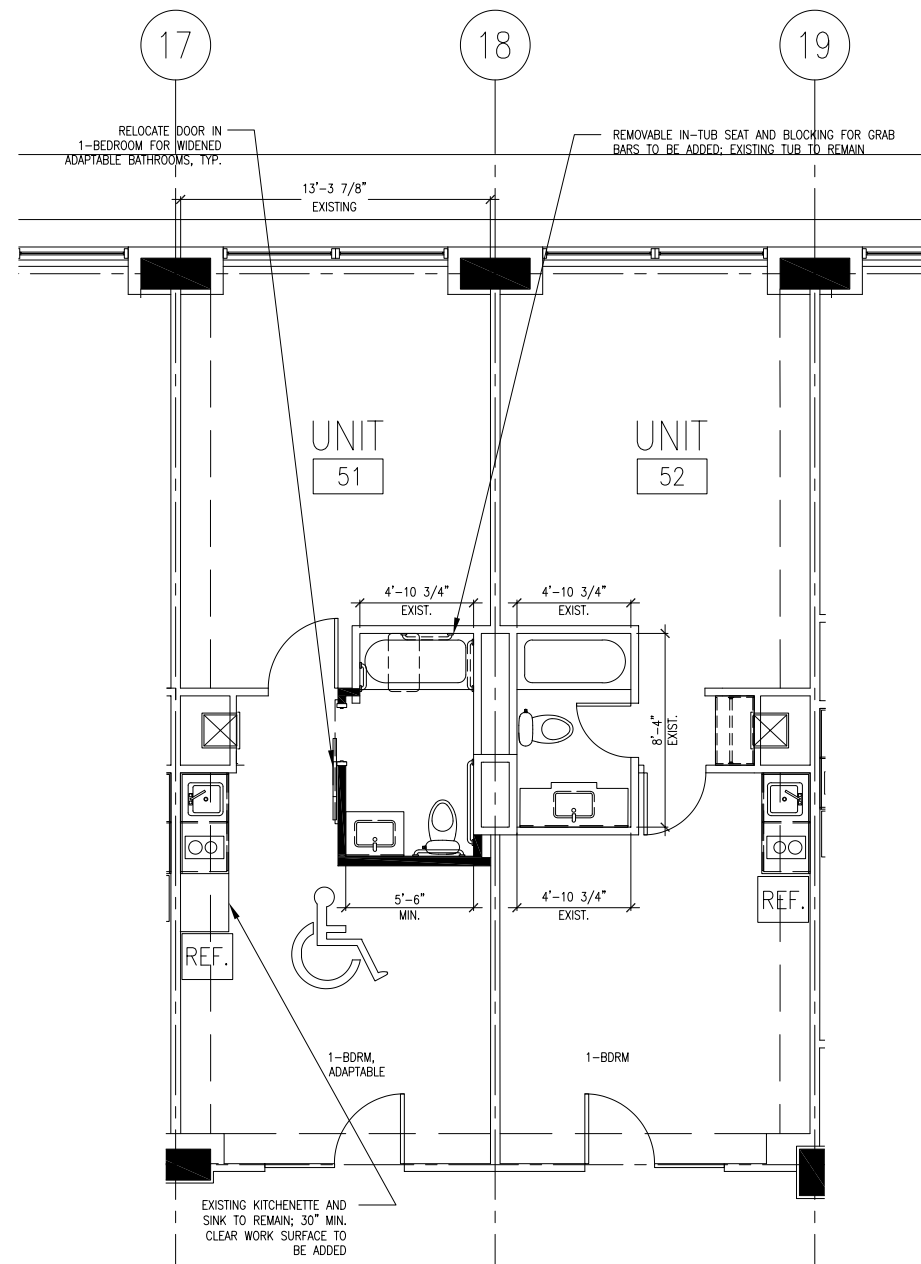 17
18
19
RELOCATE DOOR IN
1-BEDROOM FOR WIDENED
ADAPTABLE BATHROOMS, TYP.
REMOVABLE IN-TUB SEAT AND BLOCKING FOR GRAB
BARS TO BE ADDED; EXISTING TUB TO REMAIN
13'-3 7/8"
EXISTING
UNIT
51
UNIT
52
4'-10 3/4"
EXIST.
4'-10 3/4"
EXIST.
8'-4"
EXIST.
5'-6"
MIN.
4'-10 3/4"
EXIST.
REF.
REF.
1-BDRM,
ADAPTABLE
1-BDRM
EXISTING KITCHENETTE AND
SINK TO REMAIN; 30" MIN.
CLEAR WORK SURFACE TO
BE ADDED